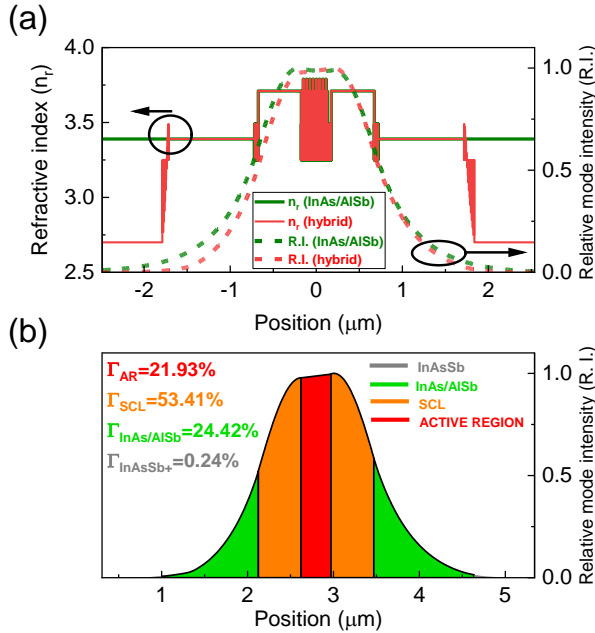 (a)
Refractive index (nr)
4.0
3.5
3.0
2.5
1.0
0.5
0.0
Relative mode intensity (R.I.)
nr (InAs/AlSb)
nr (hybrid)
R.I. (InAs/AlSb)
R.I. (hybrid)
-2 -1 0 1 2
Position (μm)
(b)
ΓAR=21.93%
ΓSCL=53.41%
ΓInAs/AlSb=24.42%
ΓInAsSb+=0.24%
InAsSb
InAs/AlSb
SCL
ACTIVE REGION
1.0
0.5
0.0
Relative mode intensity (R. I.)
1 2 3 4 5
Position (μm)